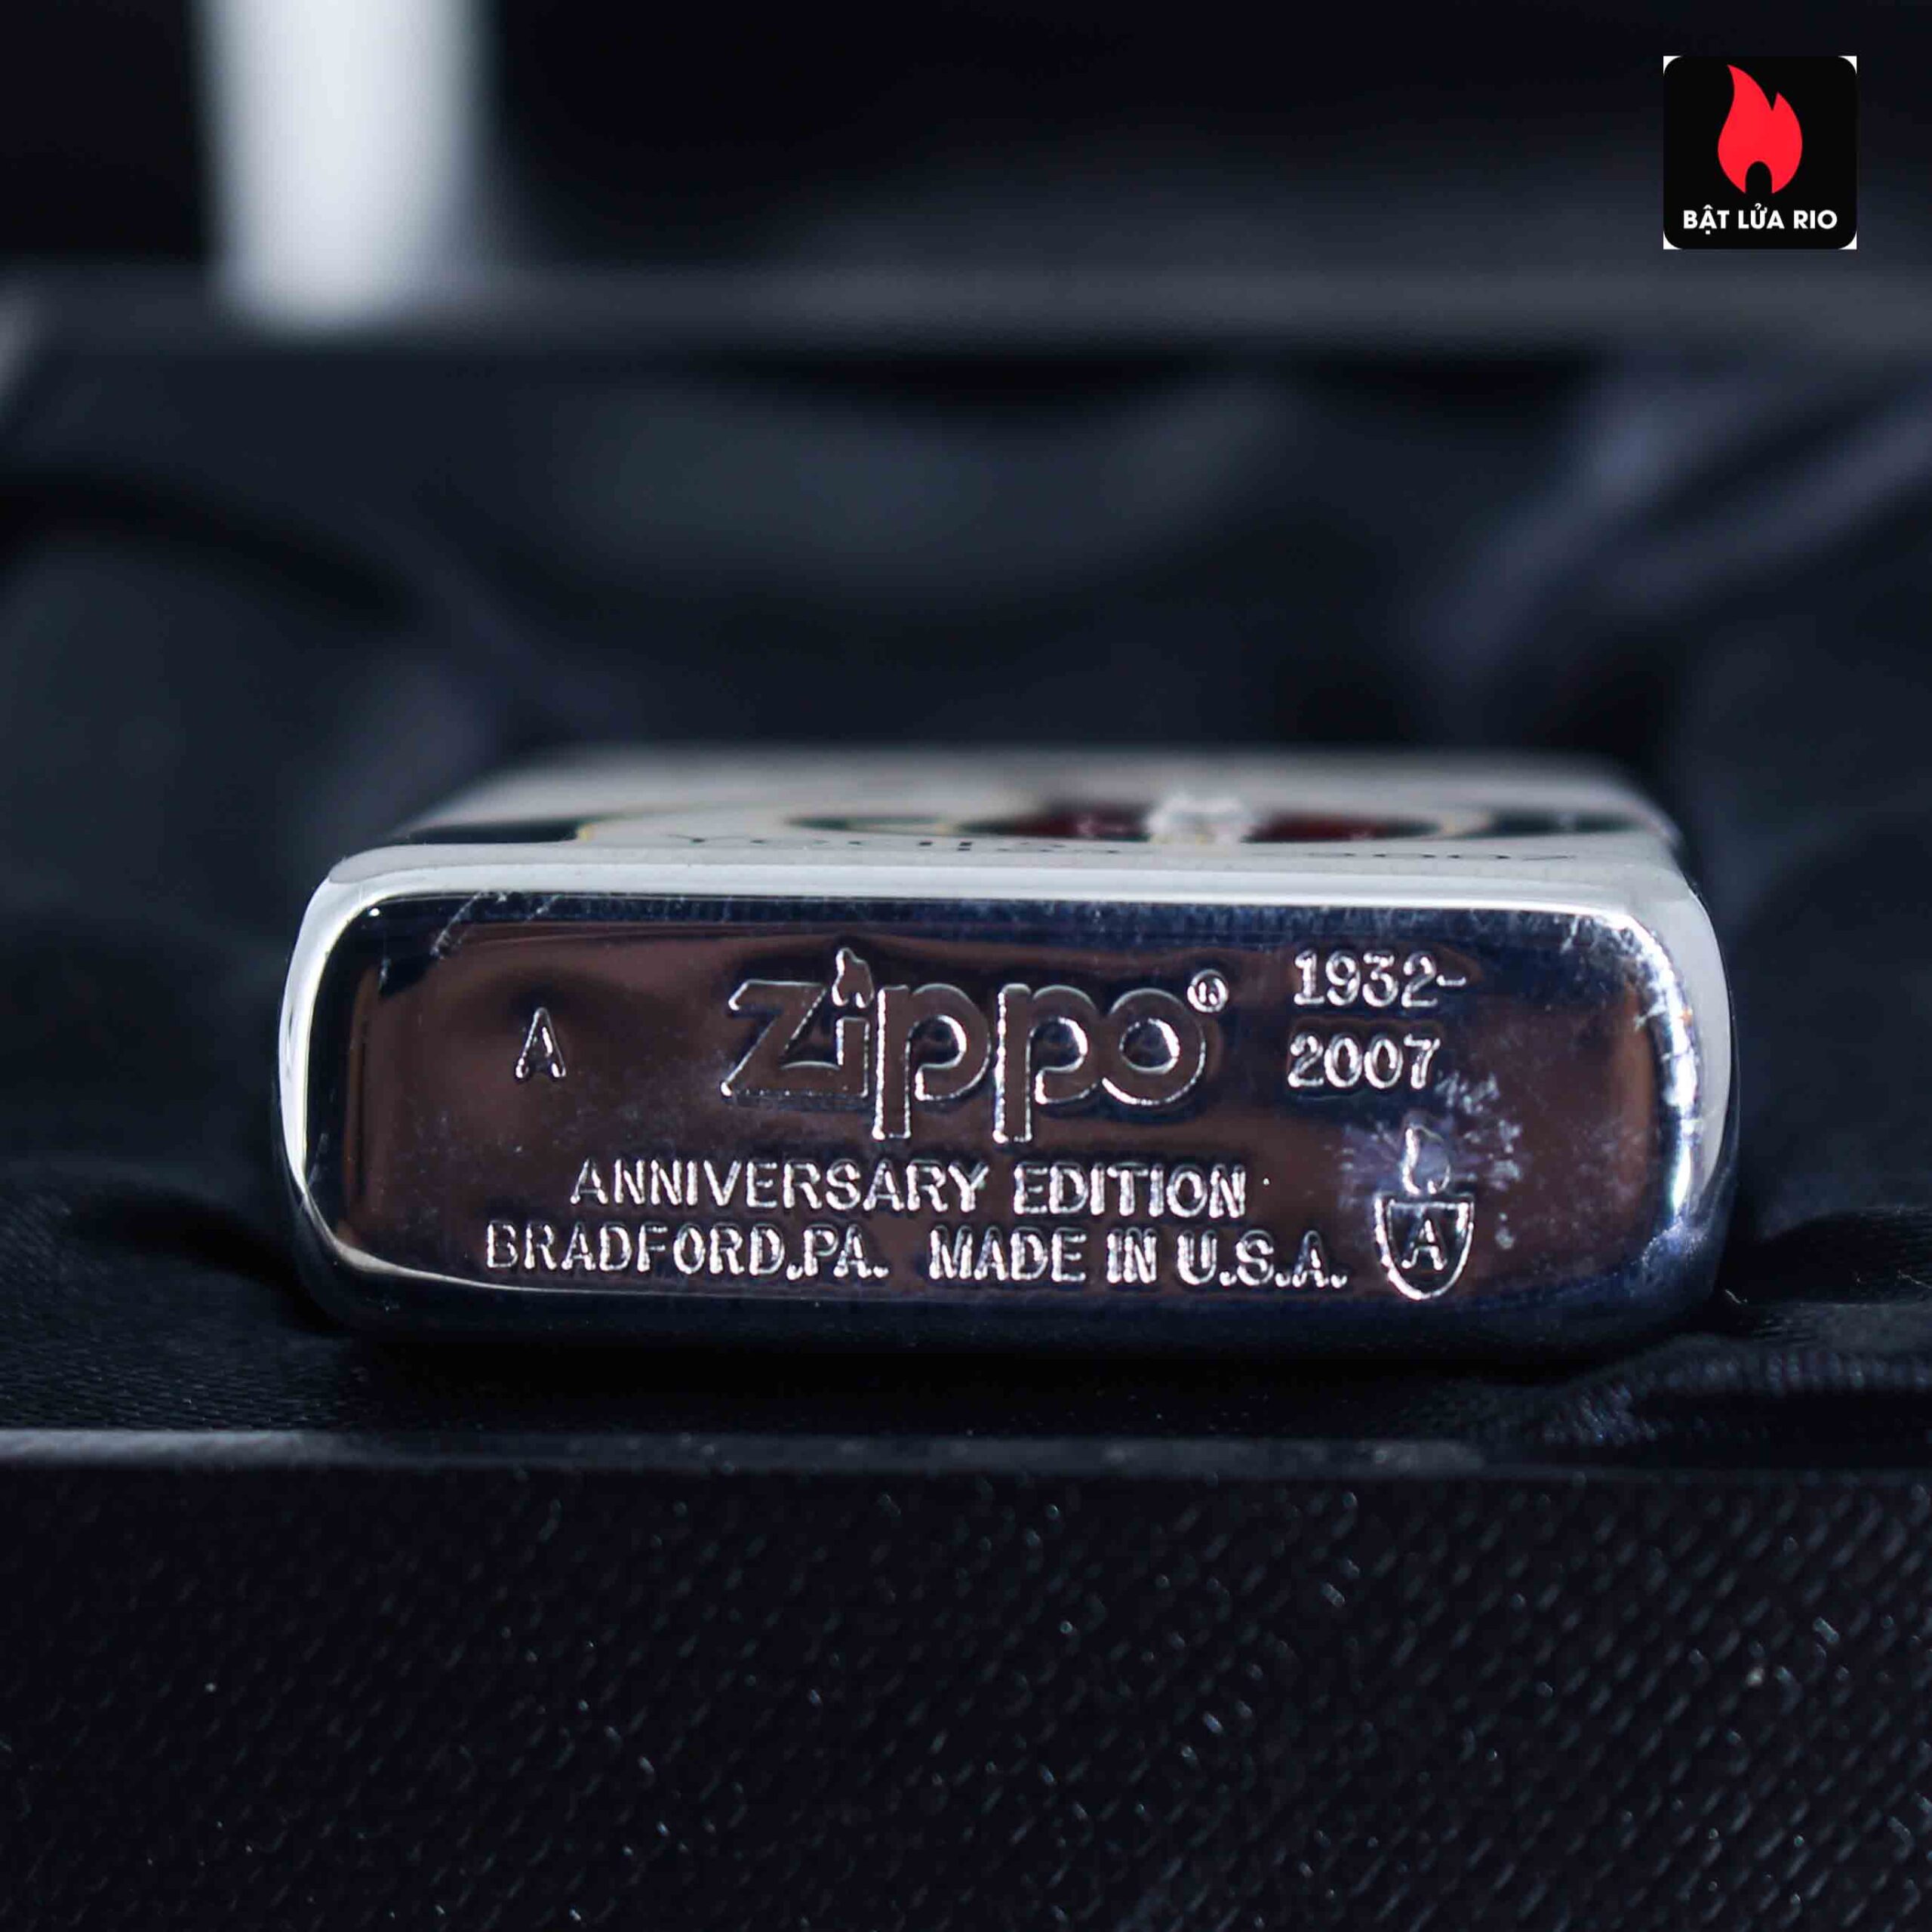 BẬT LỬA RIO
A zippo® 1932-
2007
ANNIVERSARY EDITION
BRADFORD,PA. MADE IN U.S.A. A